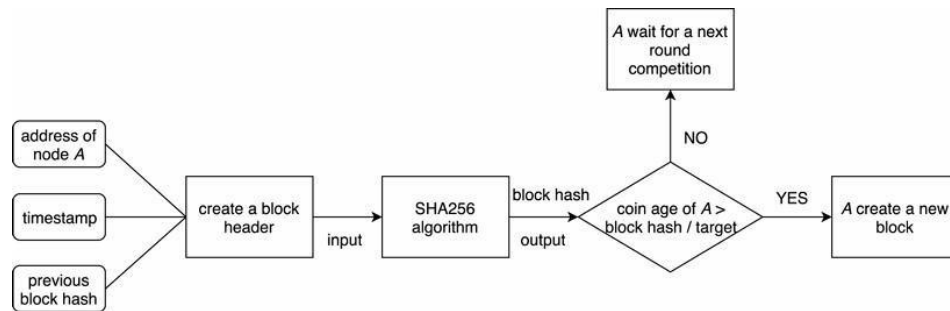 A wait for a next
round
competition
address of
node A
NO
timestamp
create a block
header
input
SHA256
algorithm
block hash
output
coin age of A >
block hash / target
YES
A create a new
block
previous
block hash